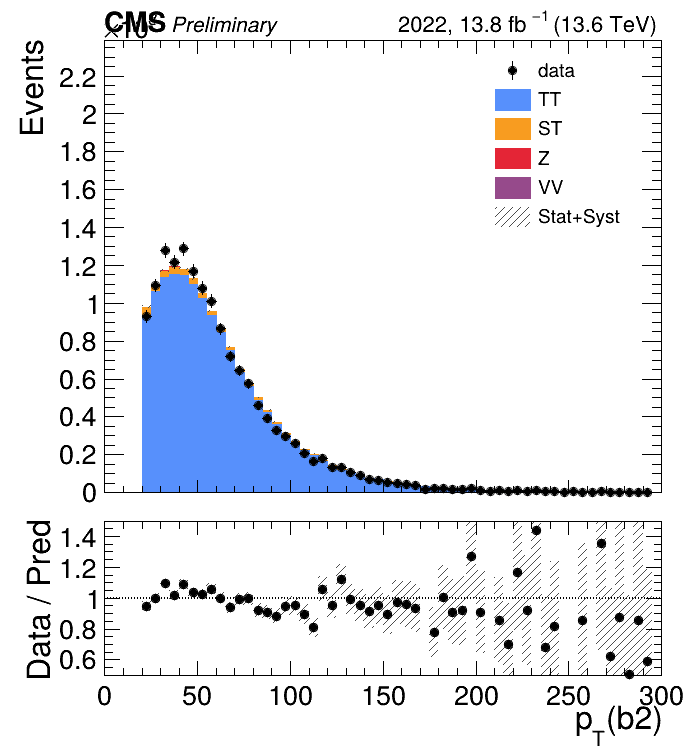 CMS Preliminary 2022, 13.8 fb⁻¹ (13.6 TeV)
Events
2.2
2
1.8
1.6
1.4
1.2
1
0.8
0.6
0.4
0.2
0
data
TT
ST
Z
VV
Stat+Syst
Data / Pred
1.4
1.2
1
0.8
0.6
0 50 100 150 200 250 300
p_T(b2)